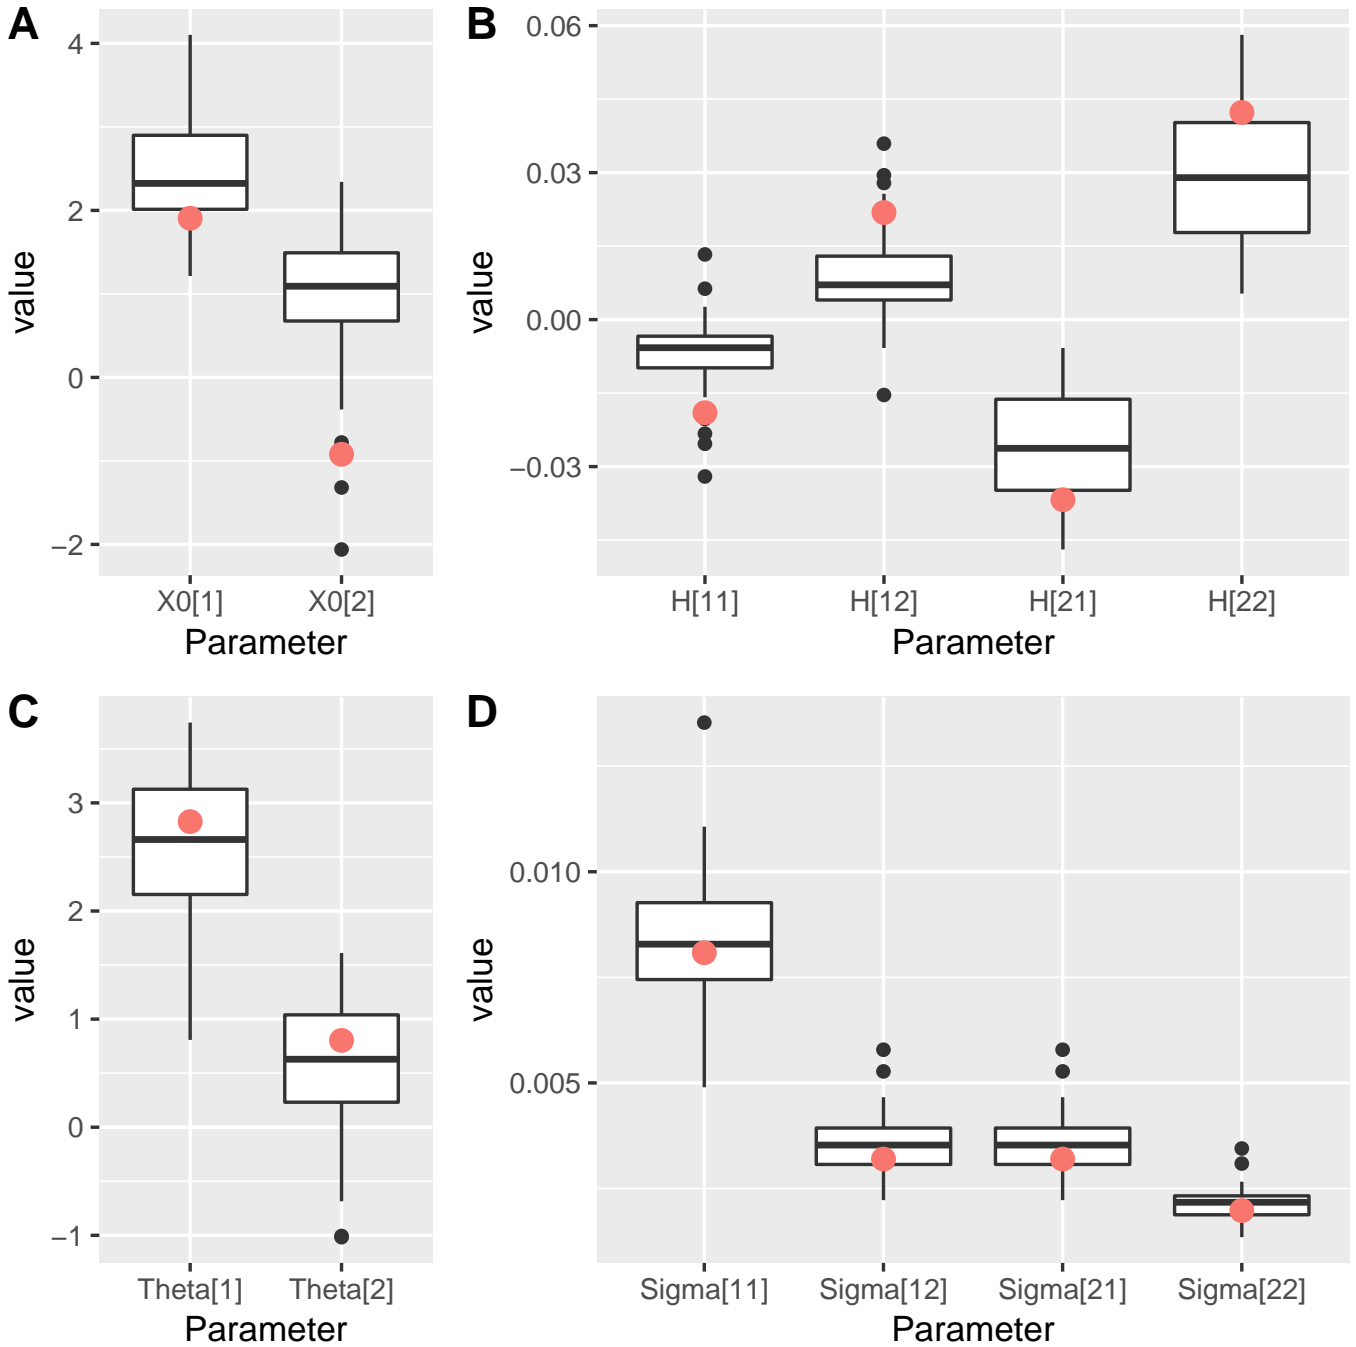 A
4
2
0
−2
value
X0[1] X0[2]
Parameter
B
0.06
0.03
0.00
−0.03
value
H[11] H[12] H[21] H[22]
Parameter
C
3
2
1
0
−1
value
Theta[1] Theta[2]
Parameter
D
0.010
0.005
value
Sigma[11] Sigma[12] Sigma[21] Sigma[22]
Parameter